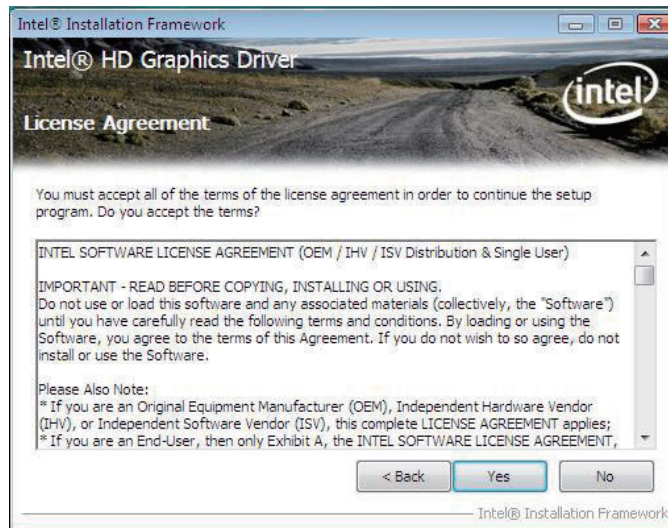 Intel® Installation Framework
Intel® HD Graphics Driver
intel
License Agreement
You must accept all of the terms of the license agreement in order to continue the setup
program. Do you accept the terms?
INTEL SOFTWARE LICENSE AGREEMENT (OEM / IHV / ISV Distribution & Single User)
IMPORTANT - READ BEFORE COPYING, INSTALLING OR USING.
Do not use or load this software and any associated materials (collectively, the "Software")
until you have carefully read the following terms and conditions. By loading or using the
Software, you agree to the terms of this Agreement. If you do not wish to so agree, do not
install or use the Software.
Please Also Note:
* If you are an Original Equipment Manufacturer (OEM), Independent Hardware Vendor
(IHV), or Independent Software Vendor (ISV), this complete LICENSE AGREEMENT applies;
* If you are an End-User, then only Exhibit A, the INTEL SOFTWARE LICENSE AGREEMENT,
< Back Yes No
Intel® Installation Framework